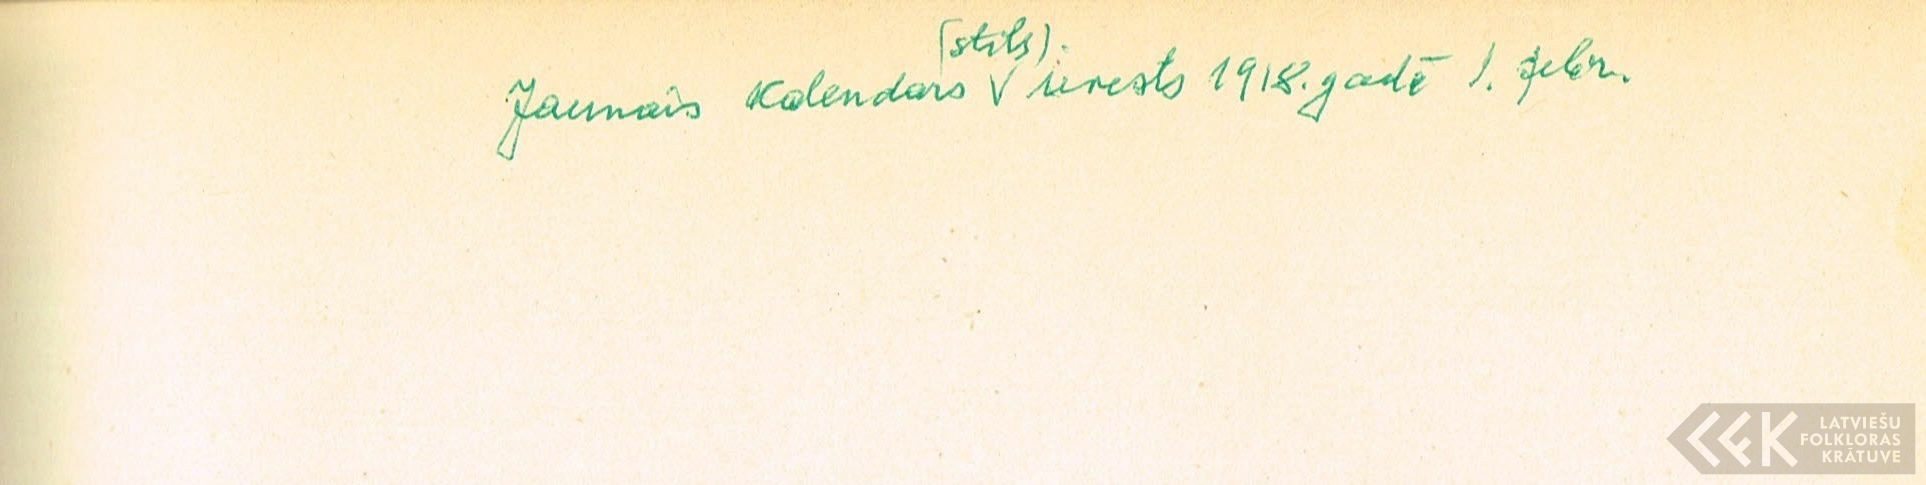 (stils).
Jaunais Kalendars V ievests 1918. gadē 1. febr.
LATVIEŠU
FOLKLORAS
KRĀTUVE